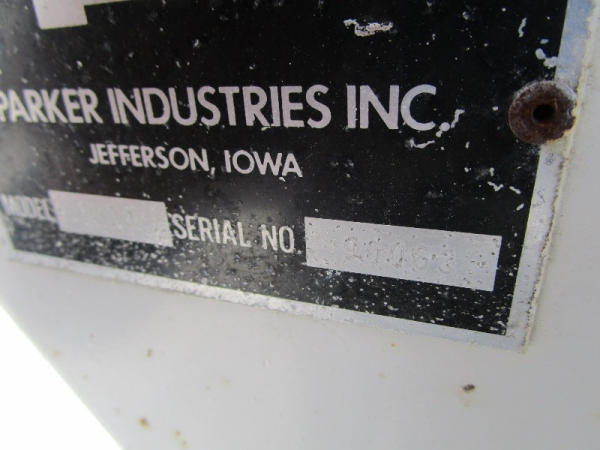 PARKER INDUSTRIES INC.
JEFFERSON, IOWA
MODEL SERIAL NO.